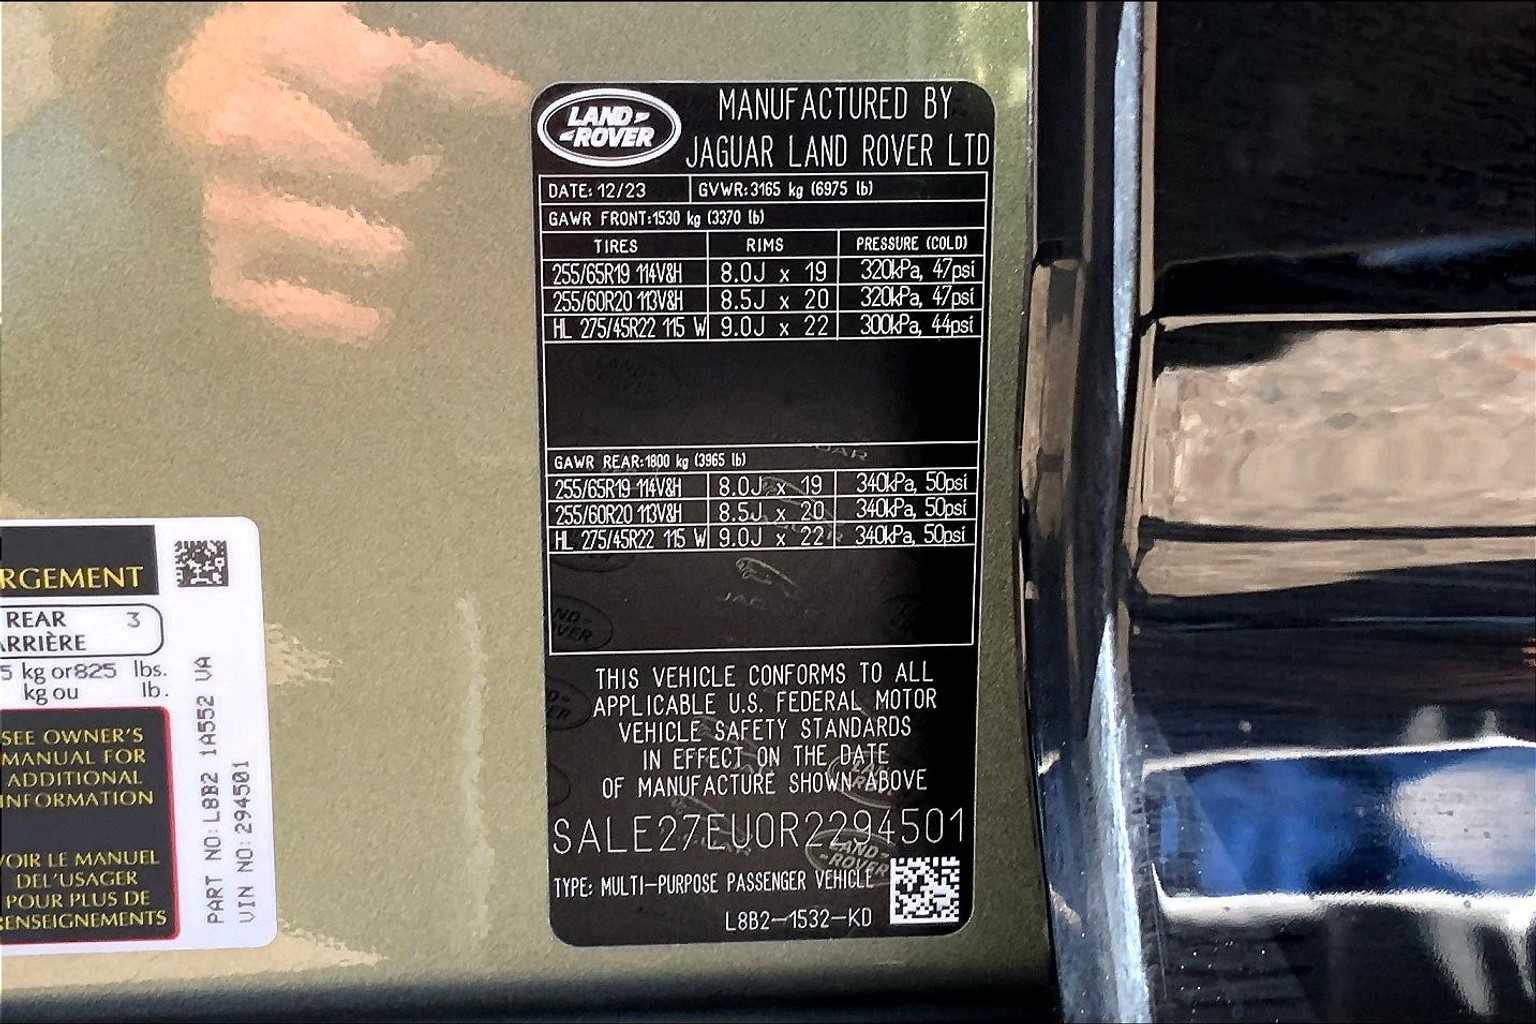 LAND
ROVER
MANUFACTURED BY
JAGUAR LAND ROVER LTD
DATE: 12/23 GVWR:3165 kg (6975 lb)
GAWR FRONT:1530 kg (3370 lb)
TIRES RIMS PRESSURE (COLD)
255/65R19 114V&H 8.0J x 19 320kPa, 47psi
255/60R20 113V&H 8.5J x 20 320kPa, 47psi
HL 275/45R22 115 W 9.0J x 22 300kPa, 44psi
GAWR REAR:1800 kg (3965 lb)
255/65R19 114V&H 8.0J x 19 340kPa, 50psi
255/60R20 113V&H 8.5J x 20 340kPa, 50psi
HL 275/45R22 115 W 9.0J x 22 340kPa, 50psi
THIS VEHICLE CONFORMS TO ALL
APPLICABLE U.S. FEDERAL MOTOR
VEHICLE SAFETY STANDARDS
IN EFFECT ON THE DATE
OF MANUFACTURE SHOWN ABOVE
SALE27EU0R2294501
TYPE: MULTI-PURPOSE PASSENGER VEHICLE
L8B2-1532-KD
RGEMENT
REAR 3
ARRIÈRE
5 kg or 825 lbs.
kg ou lb.
SEE OWNER'S
MANUAL FOR
ADDITIONAL
INFORMATION
VOIR LE MANUEL
DEL'USAGER
POUR PLUS DE
RENSEIGNEMENTS
PART NO: L8B2 1A552 VA
VIN NO: 294501